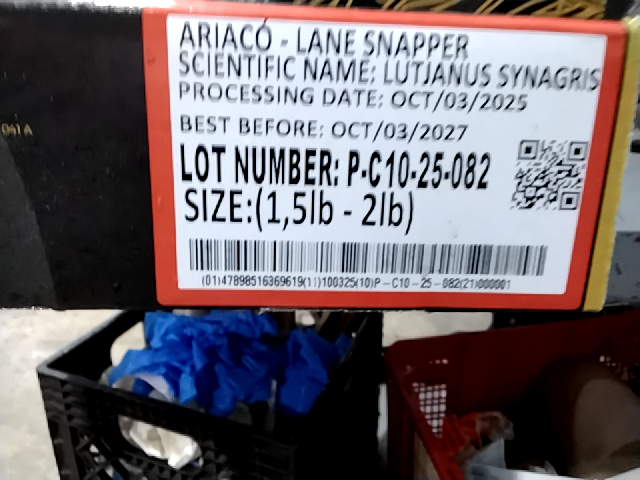 ARIACÓ - LANE SNAPPER
SCIENTIFIC NAME: LUTJANUS SYNAGRIS
PROCESSING DATE: OCT/03/2025
BEST BEFORE: OCT/03/2027
LOT NUMBER: P-C10-25-082
SIZE:(1,5lb - 2lb)
(01)47898516369619(11)100325(10)P-C10-25-082(21)000001